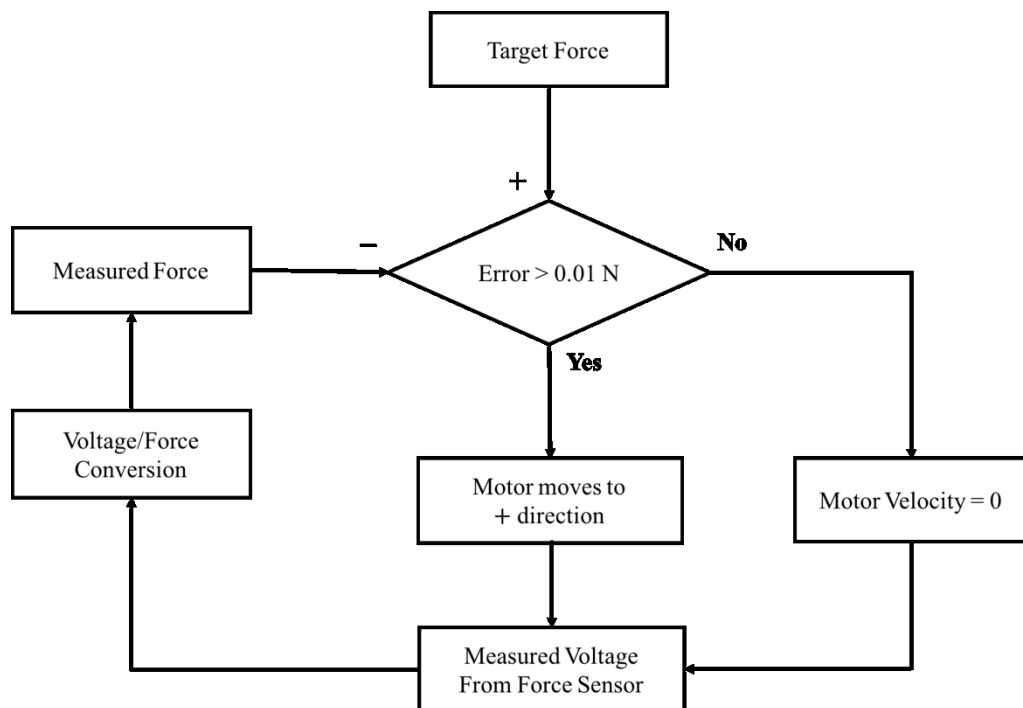 Target Force
+
−
Measured Force
Error > 0.01 N
No
Yes
Voltage/Force
Conversion
Motor moves to
+ direction
Motor Velocity = 0
Measured Voltage
From Force Sensor